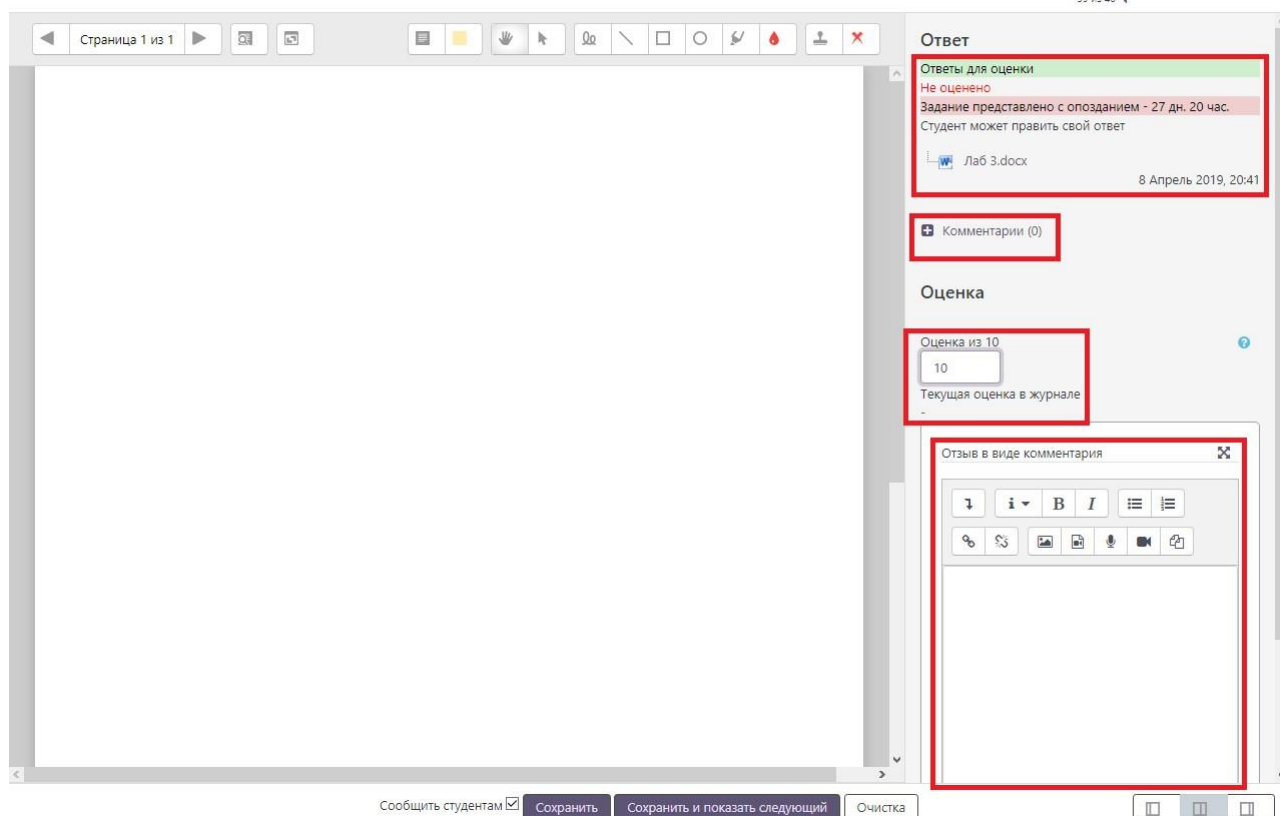 Страница 1 из 1
Ответ
Ответы для оценки
Не оценено
Задание представлено с опозданием - 27 дн. 20 час.
Студент может править свой ответ
Лаб 3.docx
8 Апрель 2019, 20:41
Комментарии (0)
Оценка
Оценка из 10
10
Текущая оценка в журнале
-
Отзыв в виде комментария
Сообщить студентам
Сохранить
Сохранить и показать следующий
Очистка